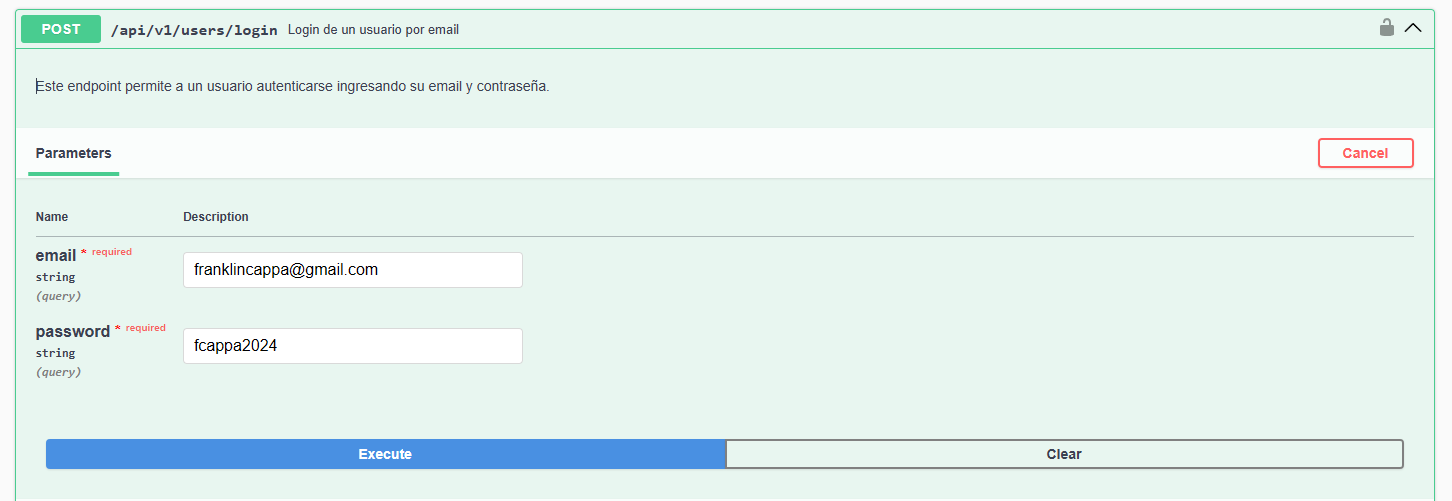 POST /api/v1/users/login Login de un usuario por email
Este endpoint permite a un usuario autenticarse ingresando su email y contraseña.
Parameters Cancel
Name Description
email * required
string
(query)
franklincappa@gmail.com
password * required
string
(query)
fcappa2024
Execute Clear